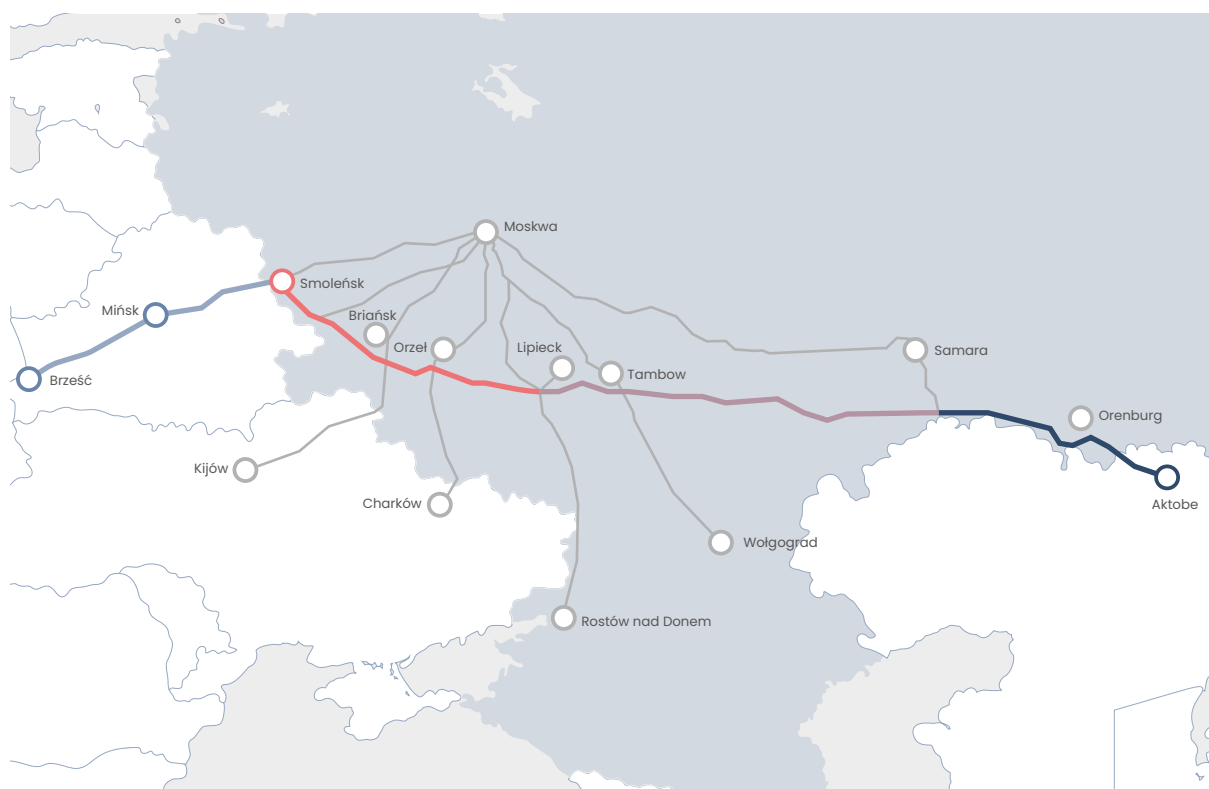 Moskwa
Smoleńsk
Mińsk
Briańsk
Orzeł
Lipieck
Samara
Tambow
Brześć
Orenburg
Kijów
Charków
Aktobe
Wołgograd
Rostów nad Donem